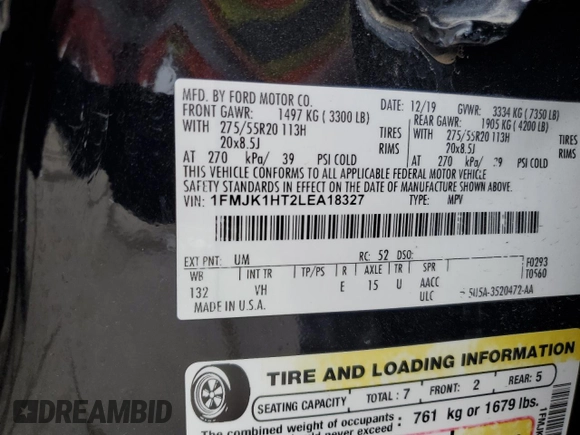 MFD. BY FORD MOTOR CO.
DATE: 12/19 GVWR: 3334 KG ( 7350 LB)
FRONT GAWR: 1497 KG ( 3300 LB)
REAR GAWR: 1905 KG ( 4200 LB)
WITH 275/55R20 113H TIRES
20x8.5J RIMS
WITH 275/55R20 113H TIRES
20x8.5J RIMS
AT 270 kPa/ 39 PSI COLD
AT 270 kPa/ 39 PSI COLD
THIS VEHICLE CONFORMS TO ALL APPLICABLE FEDERAL MOTOR VEHICLE
SAFETY STANDARDS IN EFFECT ON THE DATE OF MANUFACTURE SHOWN ABOVE.
VIN: 1FMJK1HT2LEA18327
TYPE: MPV
EXT PNT: UM RC: 52 DSO: F0293
WB INT TR TP/PS R AXLE TR SPR T0560
132 VH E 15 U AACC
ULC 5U5A-3520472-AA
MADE IN U.S.A.
TIRE AND LOADING INFORMATION
SEATING CAPACITY TOTAL : 7 FRONT: 2 REAR: 5
The combined weight of occupants
761 kg or 1679 lbs.
DREAMBID